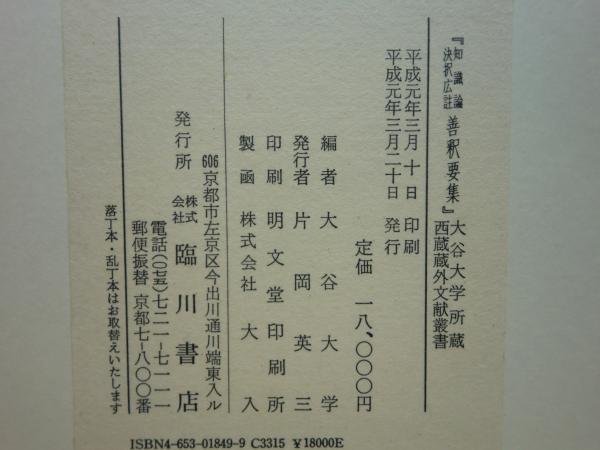 『知識論決択広註 善釈要集』
大谷大学所蔵
西蔵蔵外文献叢書
平成元年三月 十 日 印刷
平成元年三月二十日 発行
定価 一八、〇〇〇円
編者 大谷大学
発行者 片岡英三
印刷 明文堂印刷所
製函 株式会社 大入
606 京都市左京区今出川通川端東入ル
発行所 株式会社 臨川書店
電話(〇七五)七二一-七一一一
郵便振替 京都七-八〇〇番
落丁本・乱丁本はお取替えいたします
ISBN4-653-01849-9 C3315 ¥18000E